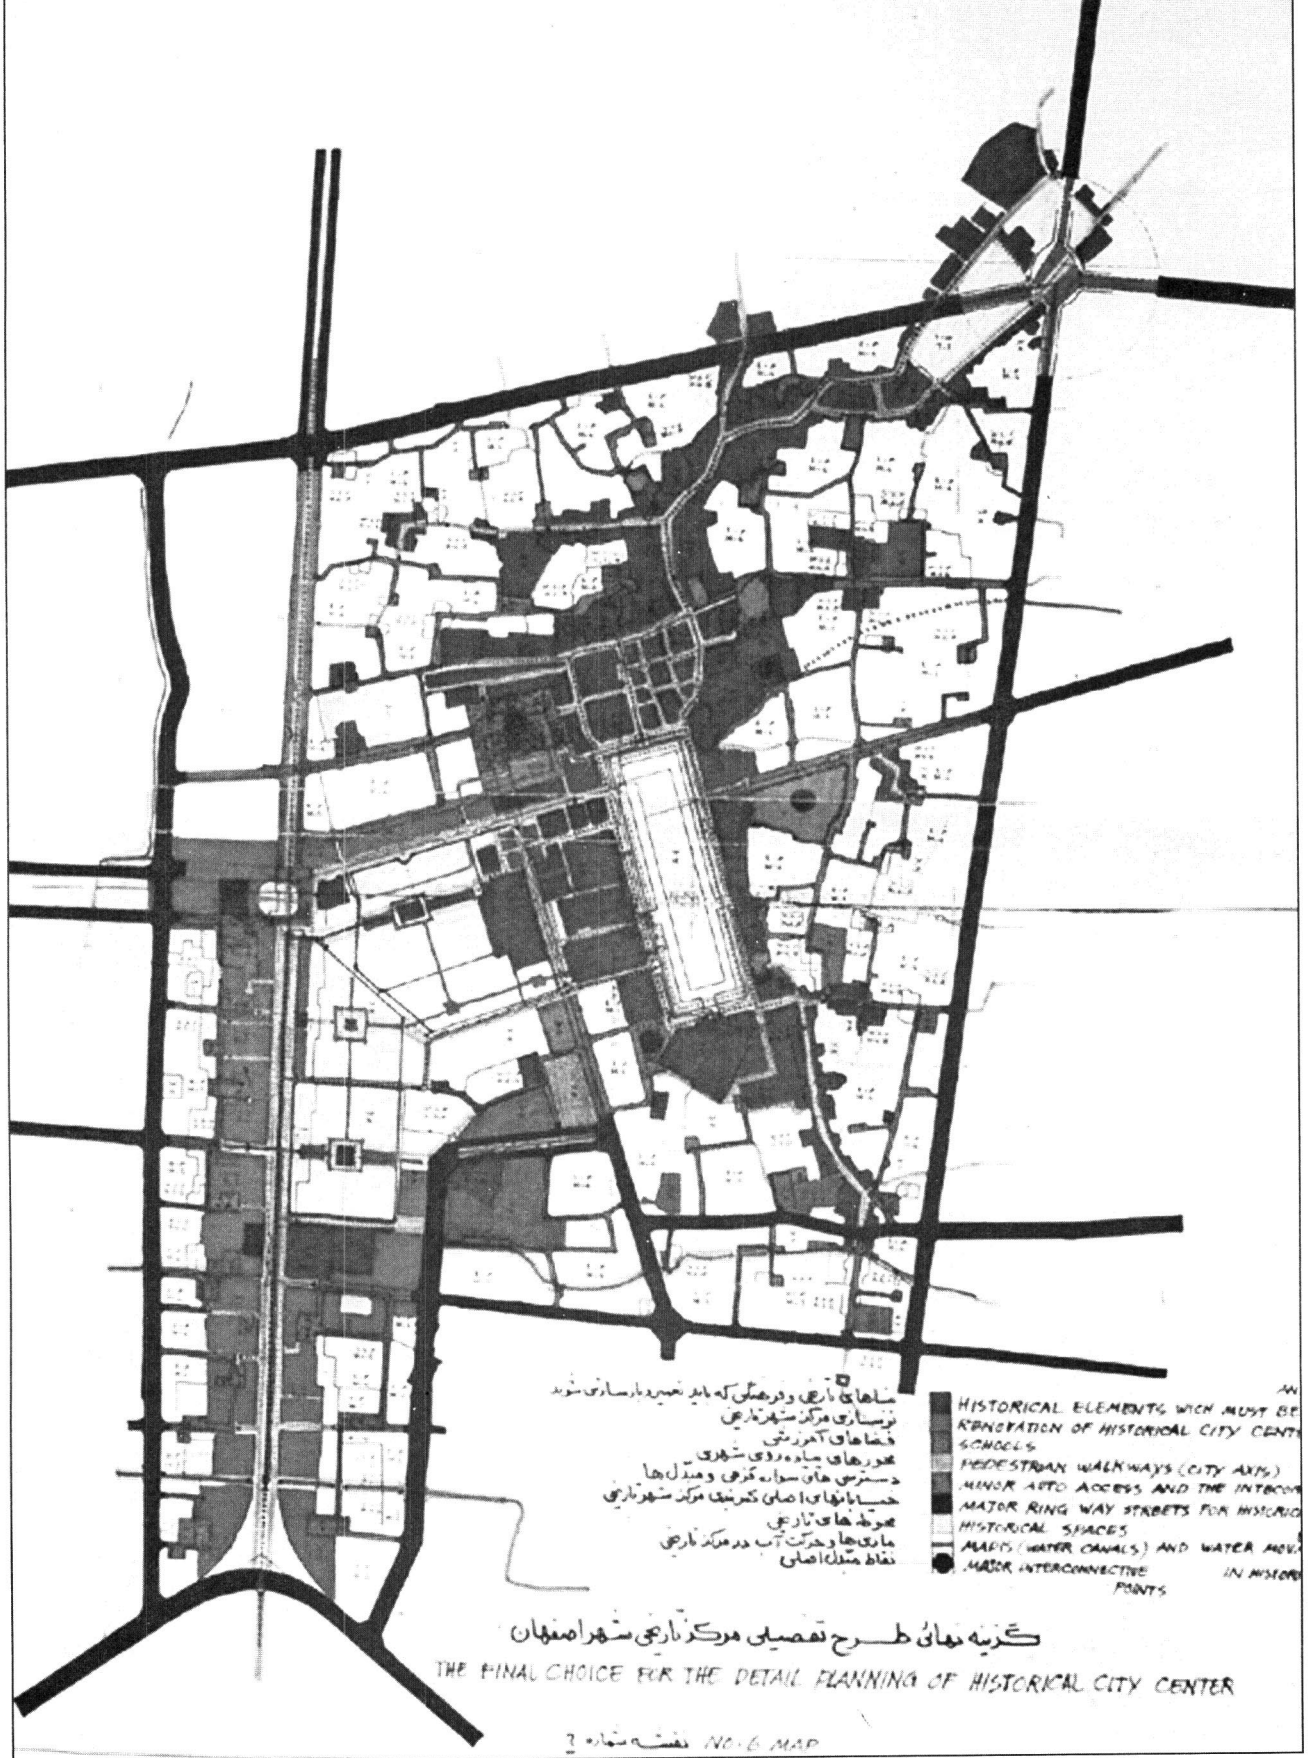 بناهای تاریخی و فرهنگی که باید تعمیر و بازسازی شوند
نوسازی مرکز شهر تاریخی
فضاهای آموزشی
محورهای پیاده روی شهری
دسترسی های سواره فرعی و مبدل ها
خیابانهای اصلی کمربندی مرکز شهر تاریخی
محوطه های تاریخی
مادی ها و حرکت آب در مرکز تاریخی
نقاط مبدل اصلی
AN
HISTORICAL ELEMENTS WICH MUST BE
RENOVATION OF HISTORICAL CITY CENT
SCHOOLS
PEDESTRIAN WALKWAYS (CITY AXIS)
MINOR AUTO ACCESS AND THE INTERCO
MAJOR RING WAY STREETS FOR HISTORIC
HISTORICAL SPACES
MADIS (WATER CANALS) AND WATER MOV
MAJOR INTERCONNECTIVE IN HISTOR
POINTS
گزینه نهائی طرح تفصیلی مرکز تاریخی شهر اصفهان
THE FINAL CHOICE FOR THE DETAIL PLANNING OF HISTORICAL CITY CENTER
نقشه شماره NO.6 MAP